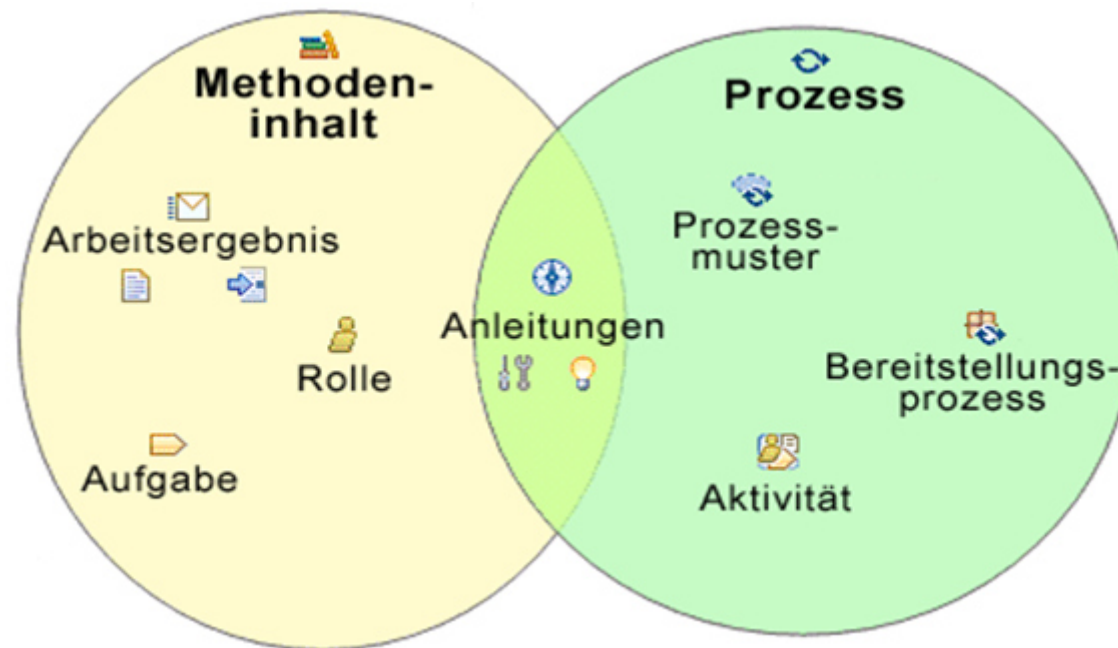 Methoden-
inhalt
Arbeitsergebnis
Rolle
Aufgabe
Anleitungen
Prozess
Prozess-
muster
Bereitstellungs-
prozess
Aktivität